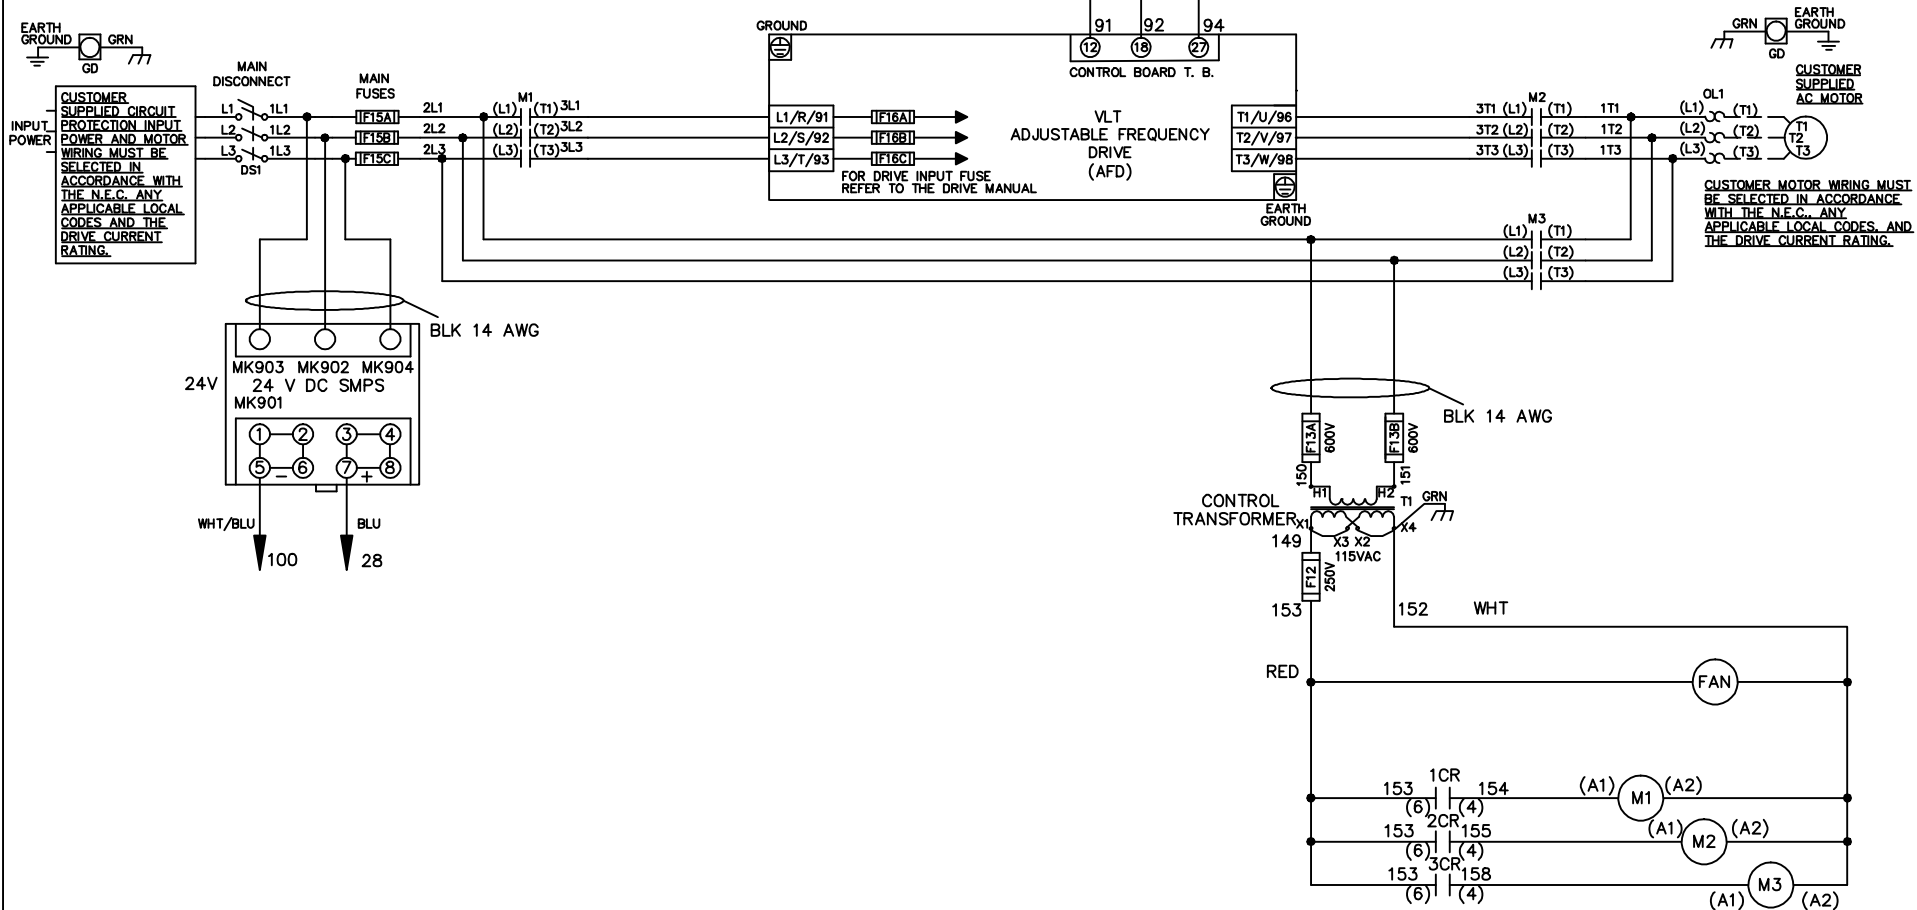 91 92 94
EARTH
GROUND GRN
GD
GROUND
12 18 27
CONTROL BOARD T. B.
GRN EARTH
GROUND
GD
CUSTOMER
SUPPLIED
AC MOTOR
MAIN
DISCONNECT
MAIN
FUSES
INPUT
POWER
CUSTOMER
SUPPLIED CIRCUIT
PROTECTION INPUT
POWER AND MOTOR
WIRING MUST BE
SELECTED IN
ACCORDANCE WITH
THE N.E.C. ANY
APPLICABLE LOCAL
CODES AND THE
DRIVE CURRENT
RATING.
L1 1L1 F15A 2L1 (L1) M1 (T1) 3L1
L2 1L2 F15B 2L2 (L2) (T2) 3L2
L3 1L3 F15C 2L3 (L3) (T3) 3L3
DS1
L1/R/91 F16A
L2/S/92 F16B
L3/T/93 F16C
FOR DRIVE INPUT FUSE
REFER TO THE DRIVE MANUAL
VLT
ADJUSTABLE FREQUENCY
DRIVE
(AFD)
T1/U/96
T2/V/97
T3/W/98
EARTH
GROUND
M2
3T1 (L1) (T1) 1T1
3T2 (L2) (T2) 1T2
3T3 (L3) (T3) 1T3
OL1
(L1) (T1) T1
(L2) (T2) T2
(L3) (T3) T3
CUSTOMER MOTOR WIRING MUST
BE SELECTED IN ACCORDANCE
WITH THE N.E.C., ANY
APPLICABLE LOCAL CODES, AND
THE DRIVE CURRENT RATING.
M3
(L1) (T1)
(L2) (T2)
(L3) (T3)
BLK 14 AWG
MK903 MK902 MK904
24V 24 V DC SMPS
MK901
1 2 3 4
5 6 7 8
– +
WHT/BLU BLU
100 28
BLK 14 AWG
F13A 600V F13B 600V
150 151
H1 H2
CONTROL
TRANSFORMER
T1 GRN
X1 X3 X2 X4
149 115VAC
F12 250V
153 152 WHT
RED
FAN
1CR
153 154 (A1) M1 (A2)
(6) (4)
2CR
153 155 (A1) M2 (A2)
(6) (4)
3CR
153 158 M3
(6) (4) (A1) (A2)